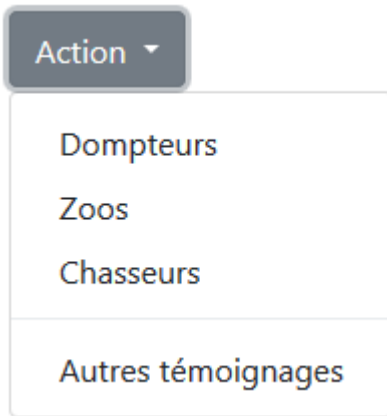 Action
Dompteurs
Zoos
Chasseurs
Autres témoignages